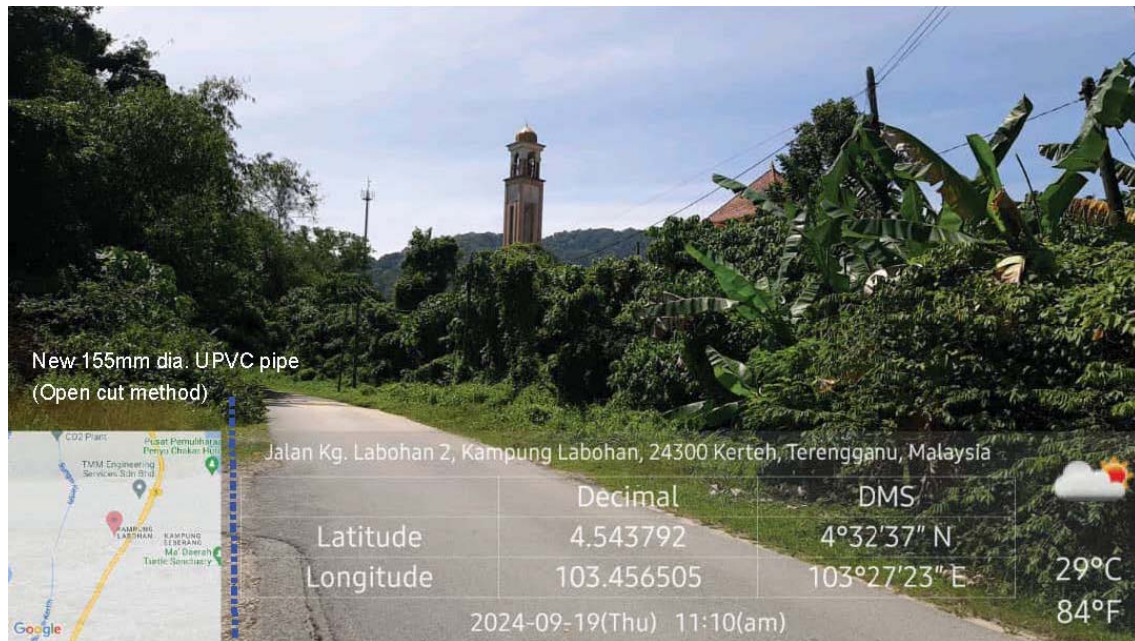 New 155mm dia. UPVC pipe
(Open cut method)
CO2 Plant
Pusat Pemuliharaan
Penyu Chakar Hutan
TMM Engineering
Services Sdn Bhd
KAMPUNG
LABOHAN
KAMPUNG
SEBERANG
Ma' Daerah
Turtle Sanctuary
Google
Jalan Kg. Labohan 2, Kampung Labohan, 24300 Kerteh, Terengganu, Malaysia
Decimal DMS
Latitude 4.543792 4°32'37" N
Longitude 103.456505 103°27'23" E
2024-09-19(Thu) 11:10(am)
29°C
84°F